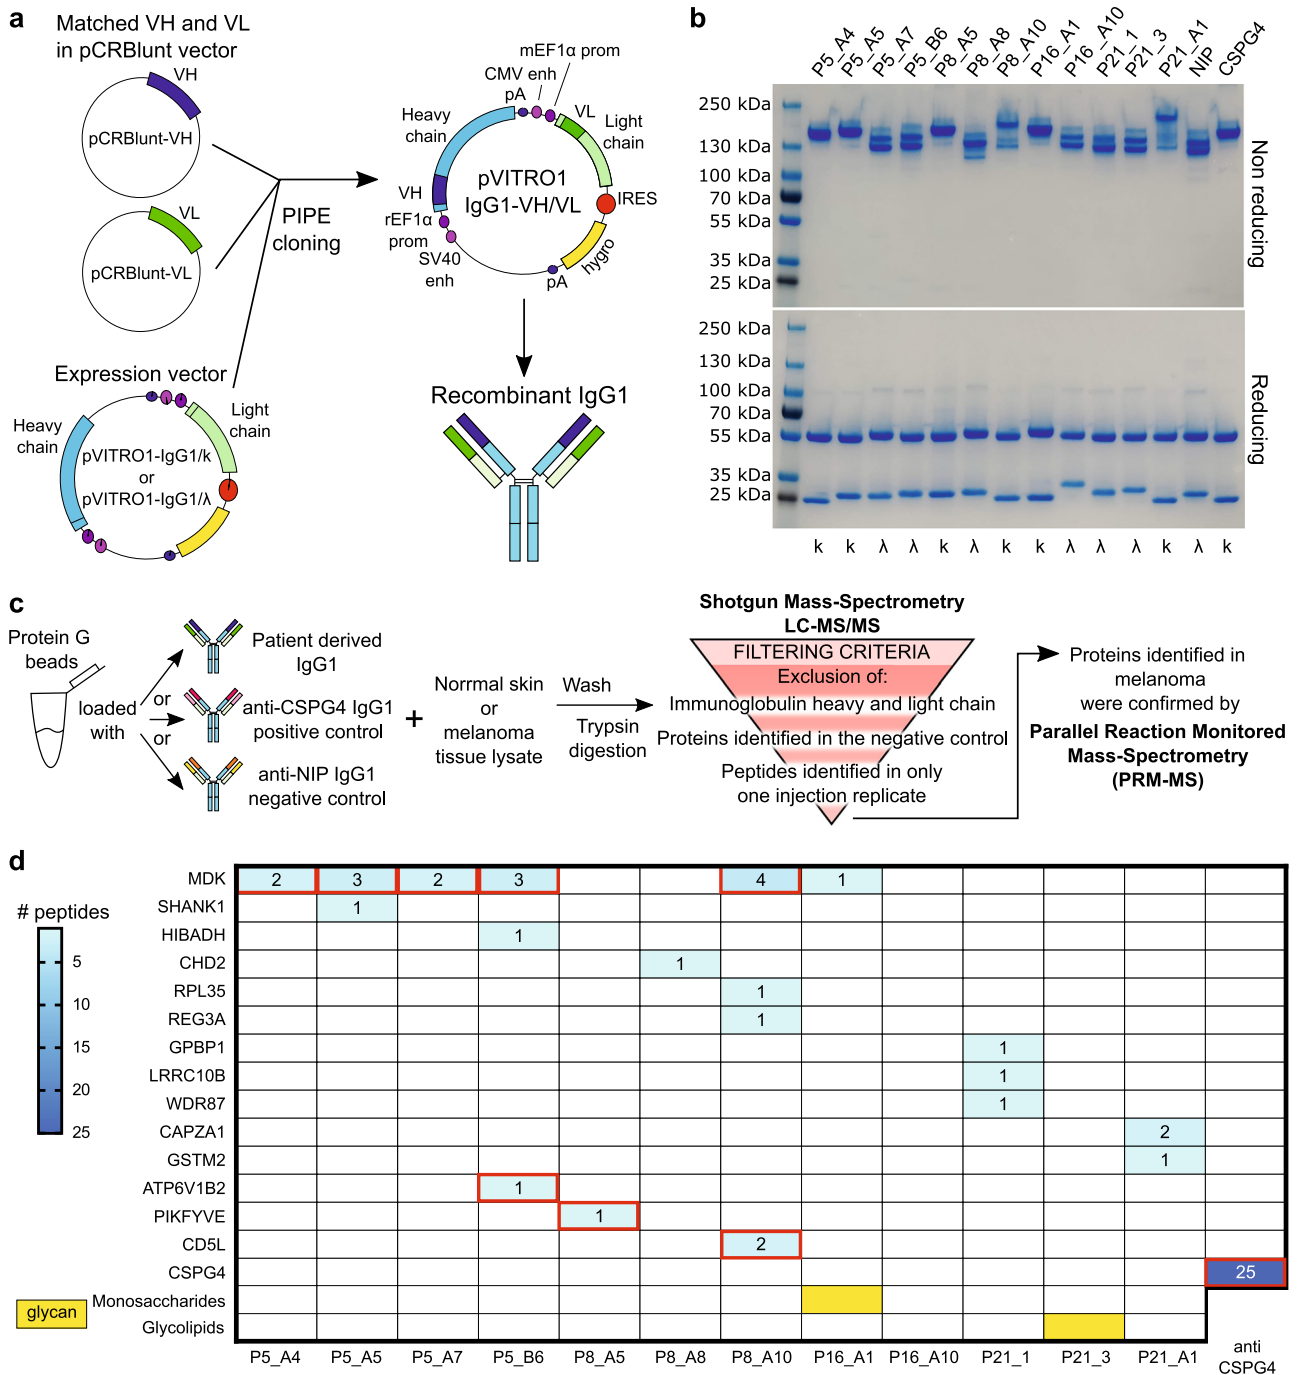 a
Matched VH and VL
in pCRBlunt vector
VH
pCRBlunt-VH
VL
pCRBlunt-VL
PIPE
cloning
Expression vector
Heavy
chain
Light
chain
pVITRO1-IgG1/k
or
pVITRO1-IgG1/λ
mEF1α prom
CMV enh
pA
VL
Heavy
chain
Light
chain
pVITRO1
IgG1-VH/VL
VH
IRES
rEF1α
prom
SV40
enh
hygro
pA
Recombinant IgG1
b
P5_A4
P5_A5
P5_A7
P5_B6
P8_A5
P8_A8
P8_A10
P16_A1
P16_A10
P21_1
P21_3
P21_A1
NIP
CSPG4
250 kDa
130 kDa
100 kDa
70 kDa
55 kDa
35 kDa
25 kDa
Non reducing
250 kDa
130 kDa
100 kDa
70 kDa
55 kDa
35 kDa
25 kDa
Reducing
k k λ λ k λ k k λ λ λ k λ k
c
Protein G
beads
loaded
with
or
or
Patient derived
IgG1
anti-CSPG4 IgG1
positive control
anti-NIP IgG1
negative control
+
Norrmal skin
or
melanoma
tissue lysate
Wash
Trypsin
digestion
Shotgun Mass-Spectrometry
LC-MS/MS
FILTERING CRITERIA
Exclusion of:
Immunoglobulin heavy and light chain
Proteins identified in the negative control
Peptides identified in only
one injection replicate
Proteins identified in
melanoma
were confirmed by
Parallel Reaction Monitored
Mass-Spectrometry
(PRM-MS)
d
# peptides
5
10
15
20
25
glycan
MDK 2 3 2 3 4 1
SHANK1 1
HIBADH 1
CHD2 1
RPL35 1
REG3A 1
GPBP1 1
LRRC10B 1
WDR87 1
CAPZA1 2
GSTM2 1
ATP6V1B2 1
PIKFYVE 1
CD5L 2
CSPG4 25
Monosaccharides
Glycolipids
P5_A4 P5_A5 P5_A7 P5_B6 P8_A5 P8_A8 P8_A10 P16_A1 P16_A10 P21_1 P21_3 P21_A1
anti
CSPG4